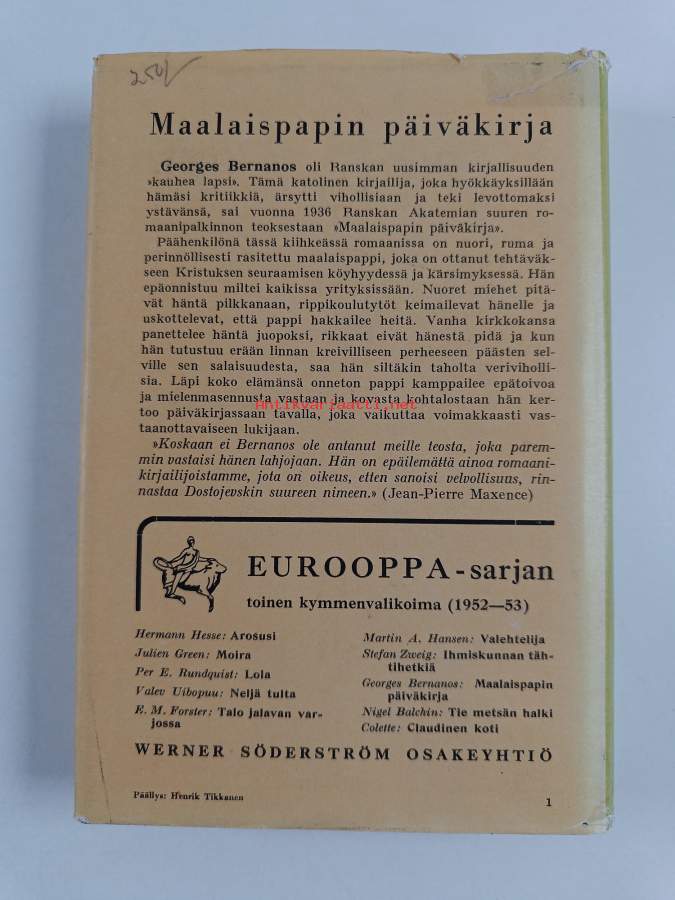 250/
Maalaispapin päiväkirja
Georges Bernanos oli Ranskan uusimman kirjallisuuden
»kauhea lapsi». Tämä katolinen kirjailija, joka hyökkäyksillään
hämäsi kritiikkiä, ärsytti vihollisiaan ja teki levottomaksi
ystävänsä, sai vuonna 1936 Ranskan Akatemian suuren ro-
maanipalkinnon teoksestaan »Maalaispapin päiväkirja».
Päähenkilönä tässä kiihkeässä romaanissa on nuori, ruma ja
perinnöllisesti rasitettu maalaispappi, joka on ottanut tehtäväk-
seen Kristuksen seuraamisen köyhyydessä ja kärsimyksessä. Hän
epäonnistuu miltei kaikissa yrityksissään. Nuoret miehet pitä-
vät häntä pilkkanaan, rippikoulutytöt keimailevat hänelle ja
uskottelevat, että pappi hakkailee heitä. Vanha kirkkokansa
panettelee häntä juopoksi, rikkaat eivät hänestä pidä ja kun
hän tutustuu erään linnan kreivilliseen perheeseen päästen sel-
ville sen salaisuudesta, saa hän siltäkin taholta veriviholli-
sia. Läpi koko elämänsä onneton pappi kamppailee epätoivoa
ja mielenmasennusta vastaan ja kovasta kohtalostaan hän ker-
too päiväkirjassaan tavalla, joka vaikuttaa voimakkaasti vas-
taanottavaiseen lukijaan.
»Koskaan ei Bernanos ole antanut meille teosta, joka parem-
min vastaisi hänen lahjojaan. Hän on epäilemättä ainoa romaani-
kirjailijoistamme, jota on oikeus, etten sanoisi velvollisuus, rin-
nastaa Dostojevskin suureen nimeen.» (Jean-Pierre Maxence)
antikvariaatti.net
EUROOPPA-sarjan
toinen kymmenvalikoima (1952—53)
Hermann Hesse: Arosusi
Julien Green: Moira
Per E. Rundquist: Lola
Valev Uibopuu: Neljä tulta
E. M. Forster: Talo jalavan var-
jossa
Martin A. Hansen: Valehtelija
Stefan Zweig: Ihmiskunnan täh-
tihetkiä
Georges Bernanos: Maalaispapin
päiväkirja
Nigel Balchin: Tie metsän halki
Colette: Claudinen koti
WERNER SÖDERSTRÖM OSAKEYHTIÖ
Päällys: Henrik Tikkanen
1